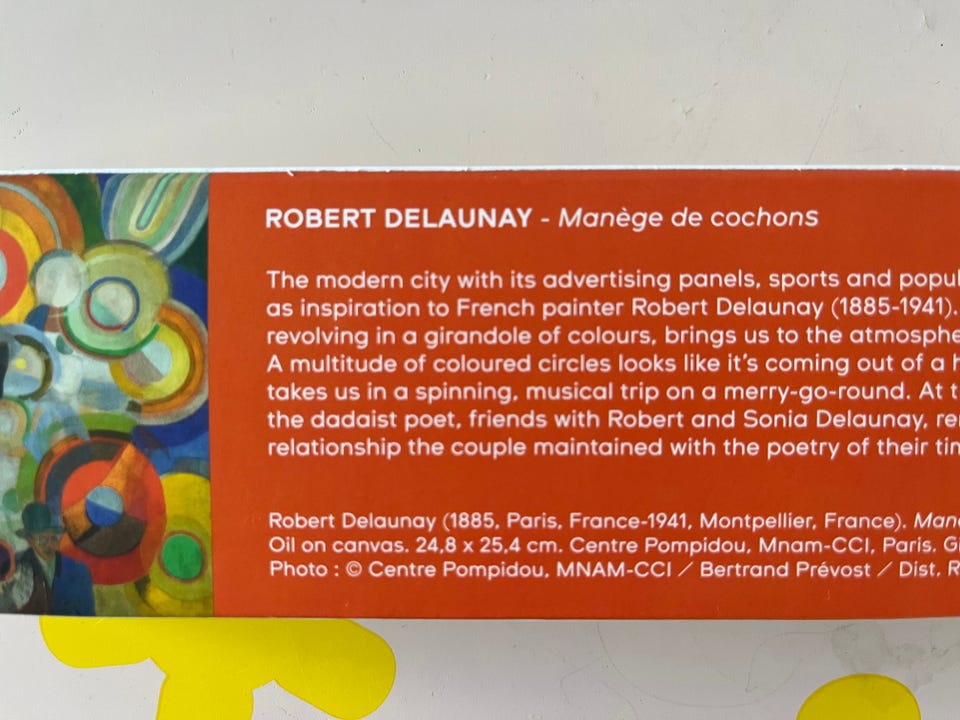 ROBERT DELAUNAY - Manège de cochons
The modern city with its advertising panels, sports and popul
as inspiration to French painter Robert Delaunay (1885-1941).
revolving in a girandole of colours, brings us to the atmosphe
A multitude of coloured circles looks like it's coming out of a h
takes us in a spinning, musical trip on a merry-go-round. At t
the dadaist poet, friends with Robert and Sonia Delaunay, re
relationship the couple maintained with the poetry of their tim
Robert Delaunay (1885, Paris, France-1941, Montpellier, France). Man
Oil on canvas. 24,8 x 25,4 cm. Centre Pompidou, Mnam-CCI, Paris. Gi
Photo : © Centre Pompidou, MNAM-CCI / Bertrand Prévost / Dist. R